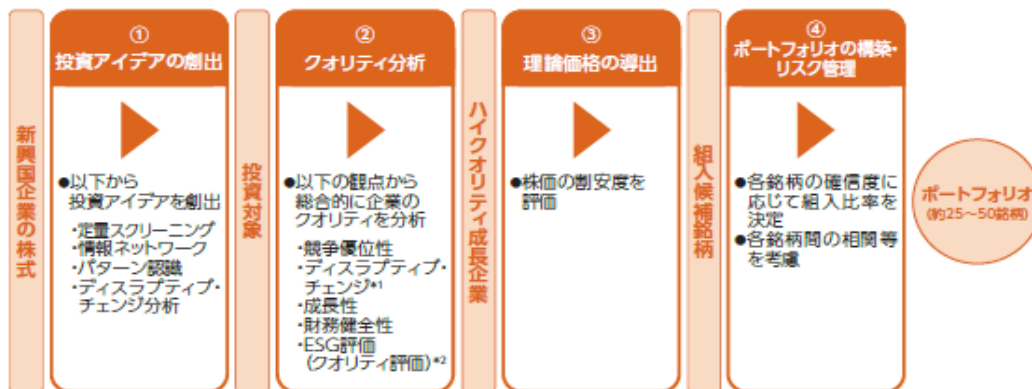 新興国企業の株式
①
投資アイデアの創出
●以下から
投資アイデアを創出
・定量スクリーニング
・情報ネットワーク
・パターン認識
・ディスラプティブ・
チェンジ分析
投資対象
②
クオリティ分析
●以下の観点から
総合的に企業の
クオリティを分析
・競争優位性
・ディスラプティブ・
チェンジ*1
・成長性
・財務健全性
・ESG評価
(クオリティ評価)*2
ハイクオリティ成長企業
③
理論価格の導出
●株価の割安度を
評価
組入候補銘柄
④
ポートフォリオの構築・
リスク管理
●各銘柄の確信度に
応じて組入比率を
決定
●各銘柄間の相関等
を考慮
ポートフォリオ
(約25~50銘柄)